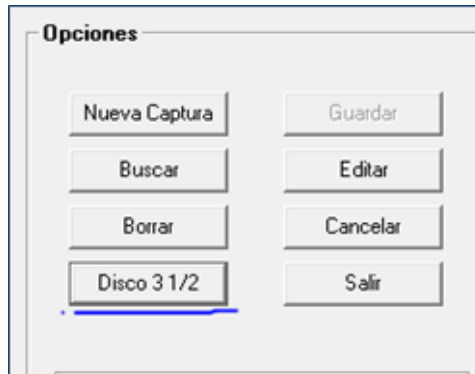 Opciones
Nueva Captura Guardar
Buscar Editar
Borrar Cancelar
Disco 3 1/2 Salir